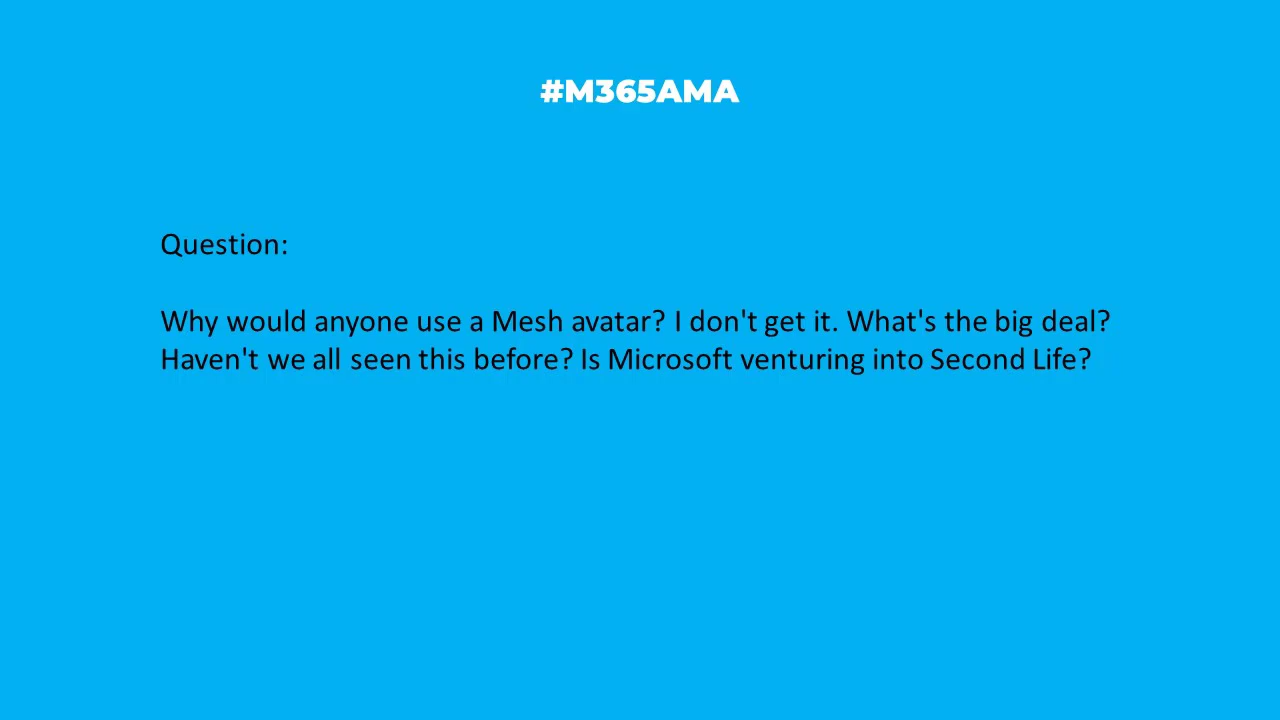 #M365AMA
Question:
Why would anyone use a Mesh avatar? I don't get it. What's the big deal?
Haven't we all seen this before? Is Microsoft venturing into Second Life?